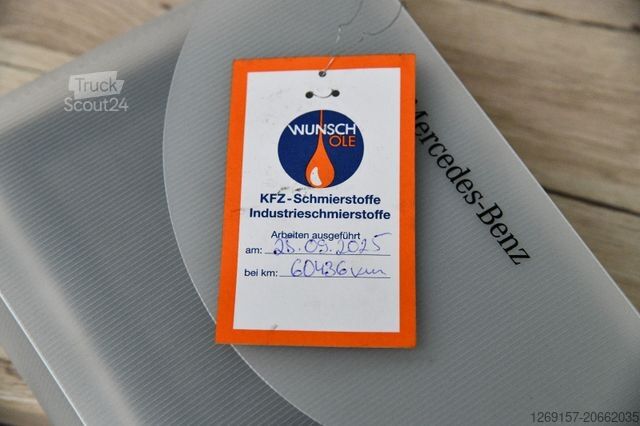 Truck
Scout24
WUNSCH
ÖLE
KFZ-Schmierstoffe
Industrieschmierstoffe
Arbeiten ausgeführt
am: 25.09.2025
bei km: 60436 km
Mercedes-Benz
1269157-20662035